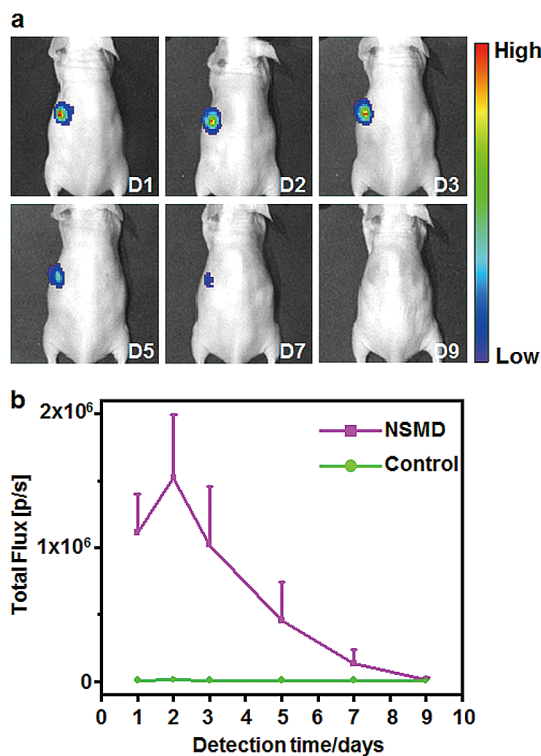 a
High
D1 D2 D3
D5 D7 D9
Low
b
2x10⁶
NSMD
Control
Total Flux [p/s]
1x10⁶
0
0 1 2 3 4 5 6 7 8 9 10
Detection time/days